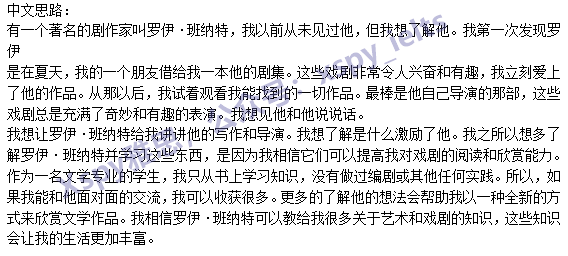 中文思路：
有一个著名的剧作家叫罗伊·班纳特，我以前从未见过他，但我想了解他。我第一次发现罗
伊
是在夏天，我的一个朋友借给我一本他的剧集。这些戏剧非常令人兴奋和有趣，我立刻爱上
了他的作品。从那以后，我试着观看我能找到的一切作品。最棒是他自己导演的那部，这些
戏剧总是充满了奇妙和有趣的表演。我想见他和他说说话。
我想让罗伊·班纳特给我讲讲他的写作和导演。我想了解是什么激励了他。我之所以想多了
解罗伊·班纳特并学习这些东西，是因为我相信它们可以提高我对戏剧的阅读和欣赏能力。
作为一名文学专业的学生，我只从书上学习知识，没有做过编剧或其他任何实践。所以，如
果我能和他面对面的交流，我可以收获很多。更多的了解他的想法会帮助我以一种全新的方
式来欣赏文学作品。我相信罗伊·班纳特可以教给我很多关于艺术和戏剧的知识，这些知识
会让我的生活更加丰富。
xspy_ielts